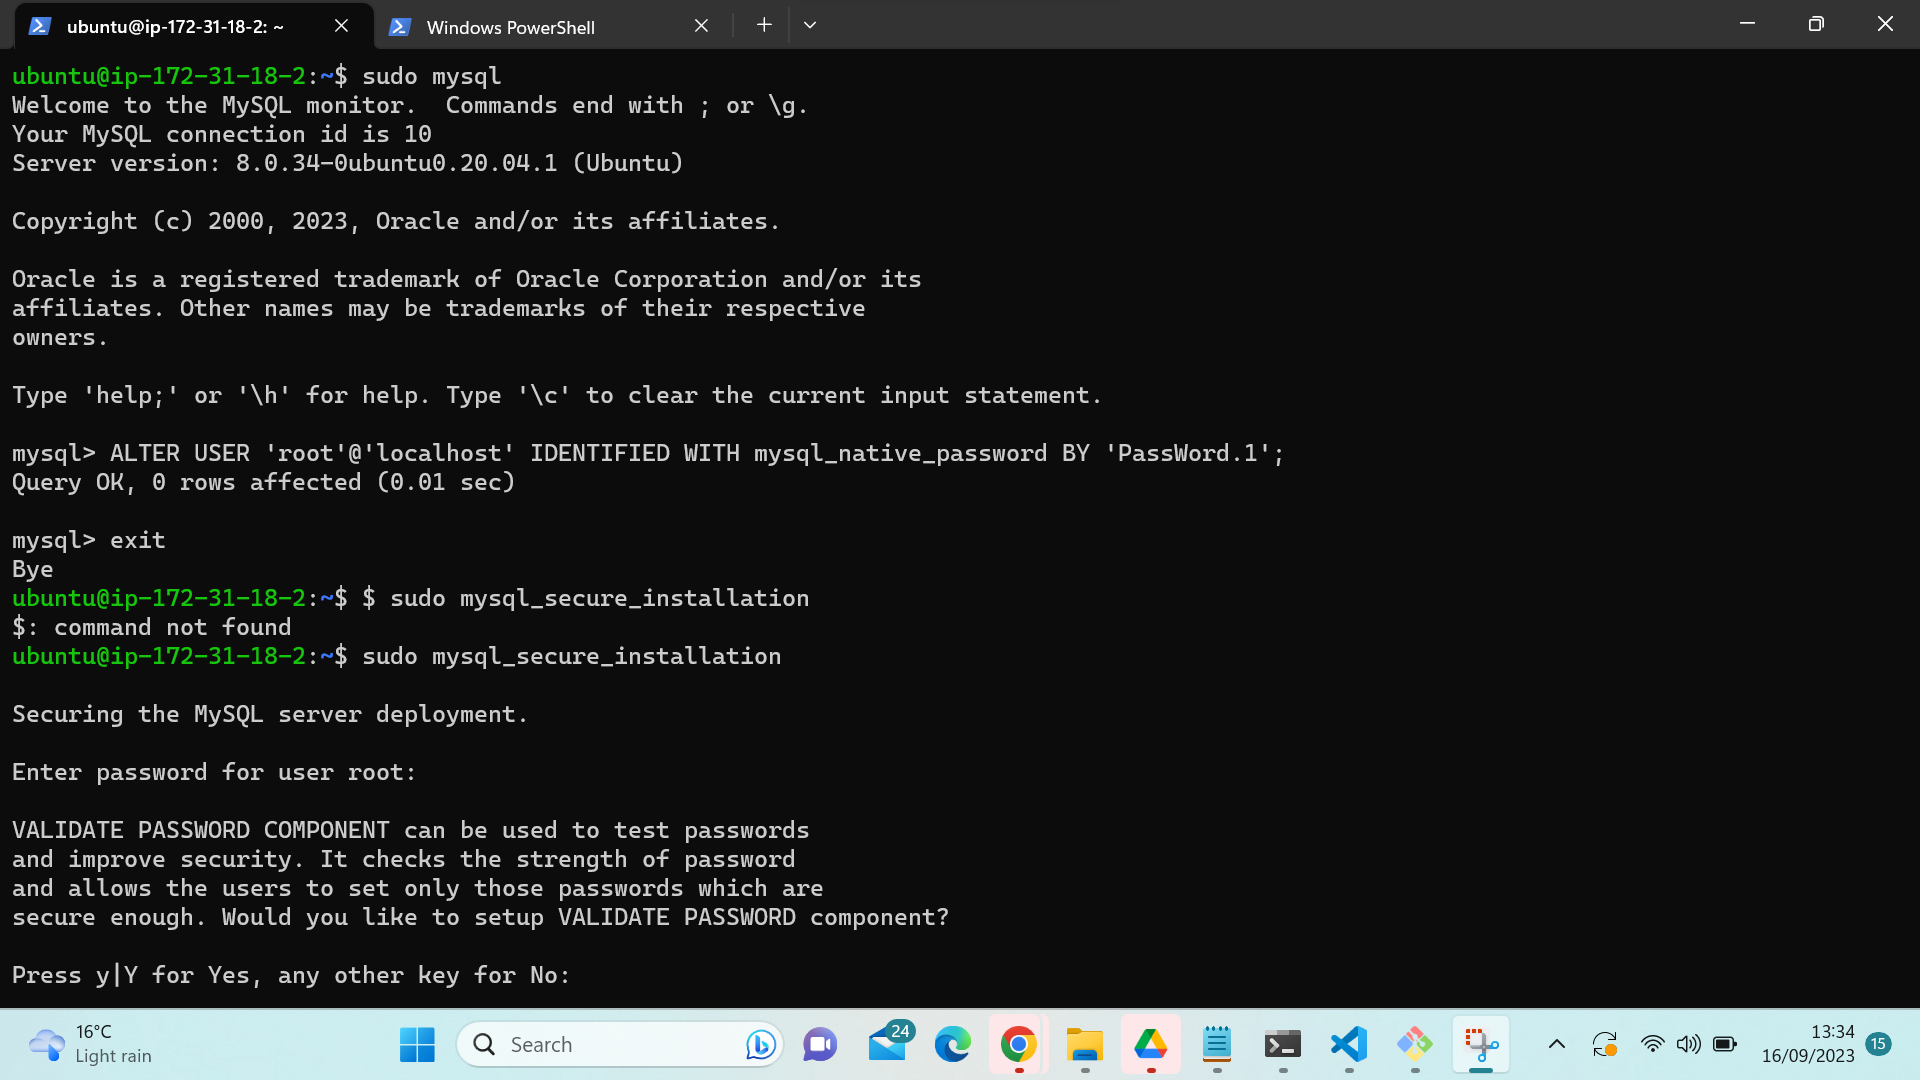 ubuntu@ip-172-31-18-2: ~
Windows PowerShell
ubuntu@ip-172-31-18-2:~$ sudo mysql
Welcome to the MySQL monitor.  Commands end with ; or \g.
Your MySQL connection id is 10
Server version: 8.0.34-0ubuntu0.20.04.1 (Ubuntu)
Copyright (c) 2000, 2023, Oracle and/or its affiliates.
Oracle is a registered trademark of Oracle Corporation and/or its
affiliates. Other names may be trademarks of their respective
owners.
Type 'help;' or '\h' for help. Type '\c' to clear the current input statement.
mysql> ALTER USER 'root'@'localhost' IDENTIFIED WITH mysql_native_password BY 'PassWord.1';
Query OK, 0 rows affected (0.01 sec)
mysql> exit
Bye
ubuntu@ip-172-31-18-2:~$ $ sudo mysql_secure_installation
$: command not found
ubuntu@ip-172-31-18-2:~$ sudo mysql_secure_installation
Securing the MySQL server deployment.
Enter password for user root:
VALIDATE PASSWORD COMPONENT can be used to test passwords
and improve security. It checks the strength of password
and allows the users to set only those passwords which are
secure enough. Would you like to setup VALIDATE PASSWORD component?
Press y|Y for Yes, any other key for No:
16°C
Light rain
Search
24
13:34
16/09/2023
15